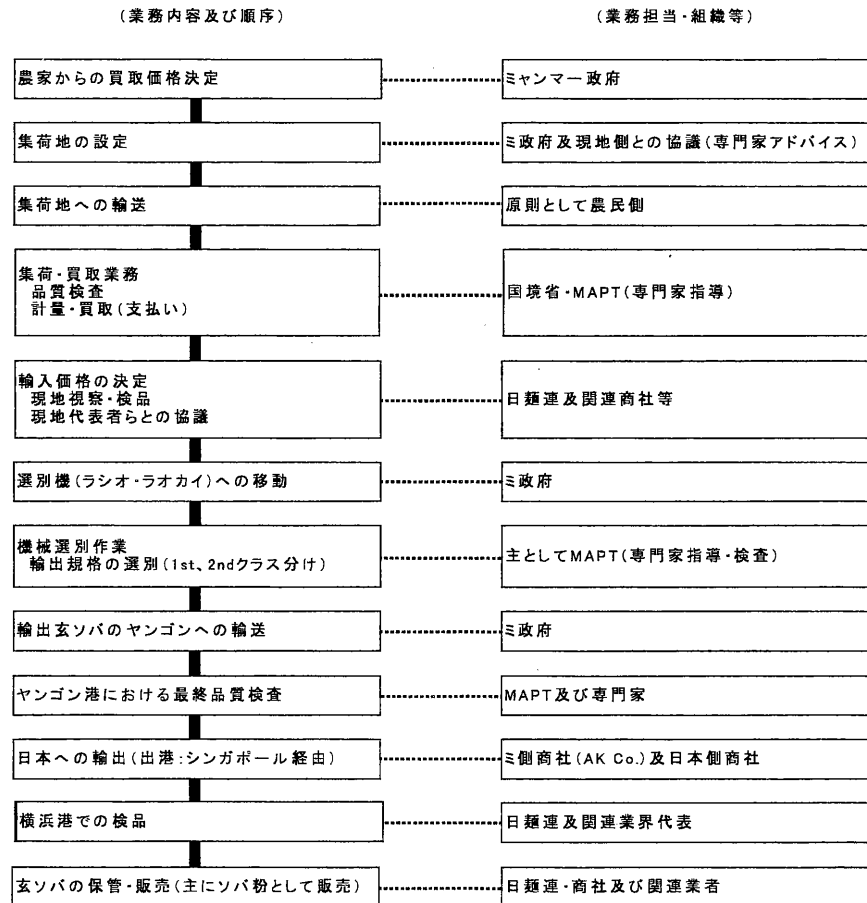 (業務内容及び順序)
(業務担当・組織等)
農家からの買取価格決定
ミャンマー政府
集荷地の設定
ミ政府及現地側との協議(専門家アドバイス)
集荷地への輸送
原則として農民側
集荷・買取業務
品質検査
計量・買取(支払い)
国境省・MAPT(専門家指導)
輸入価格の決定
現地視察・検品
現地代表者らとの協議
日麺連及関連商社等
選別機(ラシオ・ラオカイ)への移動
ミ政府
機械選別作業
輸出規格の選別(1st、2ndクラス分け)
主としてMAPT(専門家指導・検査)
輸出玄ソバのヤンゴンへの輸送
ミ政府
ヤンゴン港における最終品質検査
MAPT及び専門家
日本への輸出(出港:シンガポール経由)
ミ側商社(AK Co.)及日本側商社
横浜港での検品
日麺連及関連業界代表
玄ソバの保管・販売(主にソバ粉として販売)
日麺連・商社及び関連業者